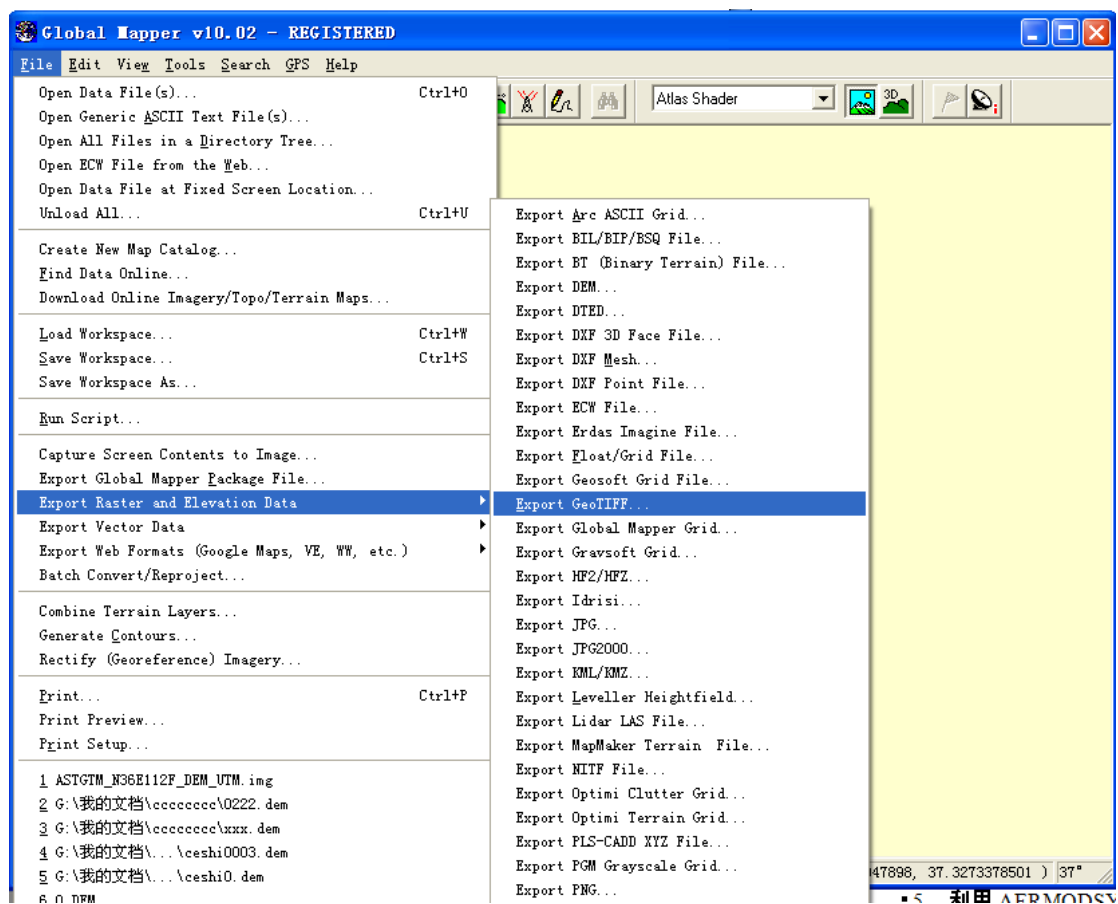 Global Mapper v10.02 - REGISTERED
File Edit View Tools Search GPS Help
Atlas Shader
3D
Open Data File(s)... Ctrl+O
Open Generic ASCII Text File(s)...
Open All Files in a Directory Tree...
Open ECW File from the Web...
Open Data File at Fixed Screen Location...
Unload All... Ctrl+U
Create New Map Catalog...
Find Data Online...
Download Online Imagery/Topo/Terrain Maps...
Load Workspace... Ctrl+W
Save Workspace... Ctrl+S
Save Workspace As...
Run Script...
Capture Screen Contents to Image...
Export Global Mapper Package File...
Export Raster and Elevation Data
Export Vector Data
Export Web Formats (Google Maps, VE, WW, etc.)
Batch Convert/Reproject...
Combine Terrain Layers...
Generate Contours...
Rectify (Georeference) Imagery...
Print... Ctrl+P
Print Preview...
Print Setup...
1 ASTGTM_N36E112F_DEM_UTM.img
2 G:\我的文档\cccccccc\0222.dem
3 G:\我的文档\cccccccc\xxx.dem
4 G:\我的文档\...\ceshi0003.dem
5 G:\我的文档\...\ceshi0.dem
6 0.DEM
Export Arc ASCII Grid...
Export BIL/BIP/BSQ File...
Export BT (Binary Terrain) File...
Export DEM...
Export DTED...
Export DXF 3D Face File...
Export DXF Mesh...
Export DXF Point File...
Export ECW File...
Export Erdas Imagine File...
Export Float/Grid File...
Export Geosoft Grid File...
Export GeoTIFF...
Export Global Mapper Grid...
Export Gravsoft Grid...
Export HF2/HFZ...
Export Idrisi...
Export JPG...
Export JPG2000...
Export KML/KMZ...
Export Leveller Heightfield...
Export Lidar LAS File...
Export MapMaker Terrain File...
Export NITF File...
Export Optimi Clutter Grid...
Export Optimi Terrain Grid...
Export PLS-CADD XYZ File...
Export PGM Grayscale Grid...
Export PNG...
47898, 37.3273378501 ) 37°
5 利用 AERMODSY